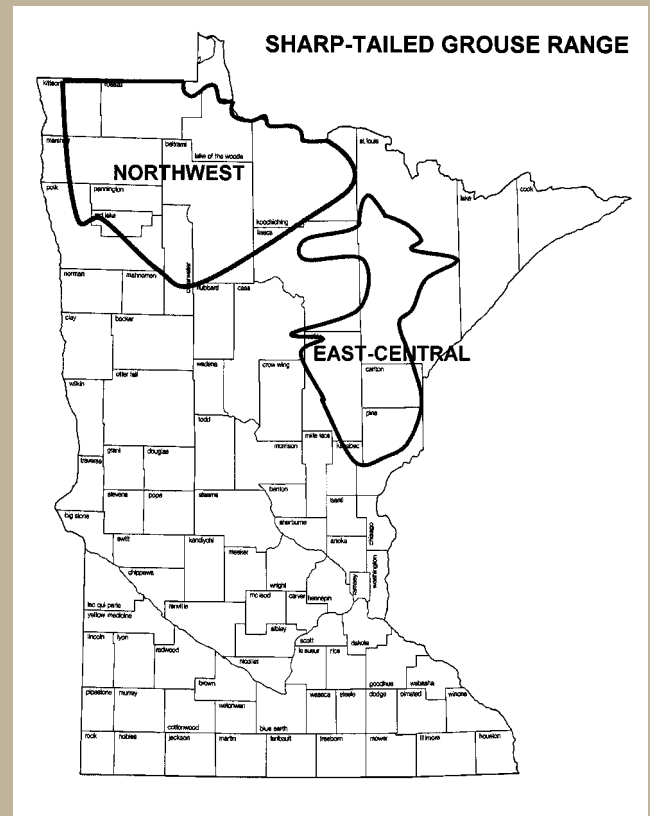 SHARP-TAILED GROUSE RANGE
kittson
roseau
marshall
beltrami
lake of the woods
st. louis
NORTHWEST
polk
pennington
red lake
koochiching
itasca
lake
cook
norman
mahnomen
clearwater
hubbard
cass
clay
becker
EAST-CENTRAL
wilkin
otter tail
wadena
crow wing
carlton
pine
todd
morrison
mille lacs
kanabec
grant
douglas
traverse
stevens
pope
stearns
benton
isanti
big stone
sherburne
swift
kandiyohi
meeker
anoka
chisago
washington
chippewa
wright
ramsey
hennepin
mc leod
carver
lac qui parle
renville
yellow medicine
sibley
scott
dakota
lincoln
lyon
redwood
nicollet
le sueur
rice
goodhue
wabasha
brown
pipestone
murray
cottonwood
watonwan
blue earth
waseca
steele
dodge
olmsted
winona
rock
nobles
jackson
martin
faribault
freeborn
mower
fillmore
houston